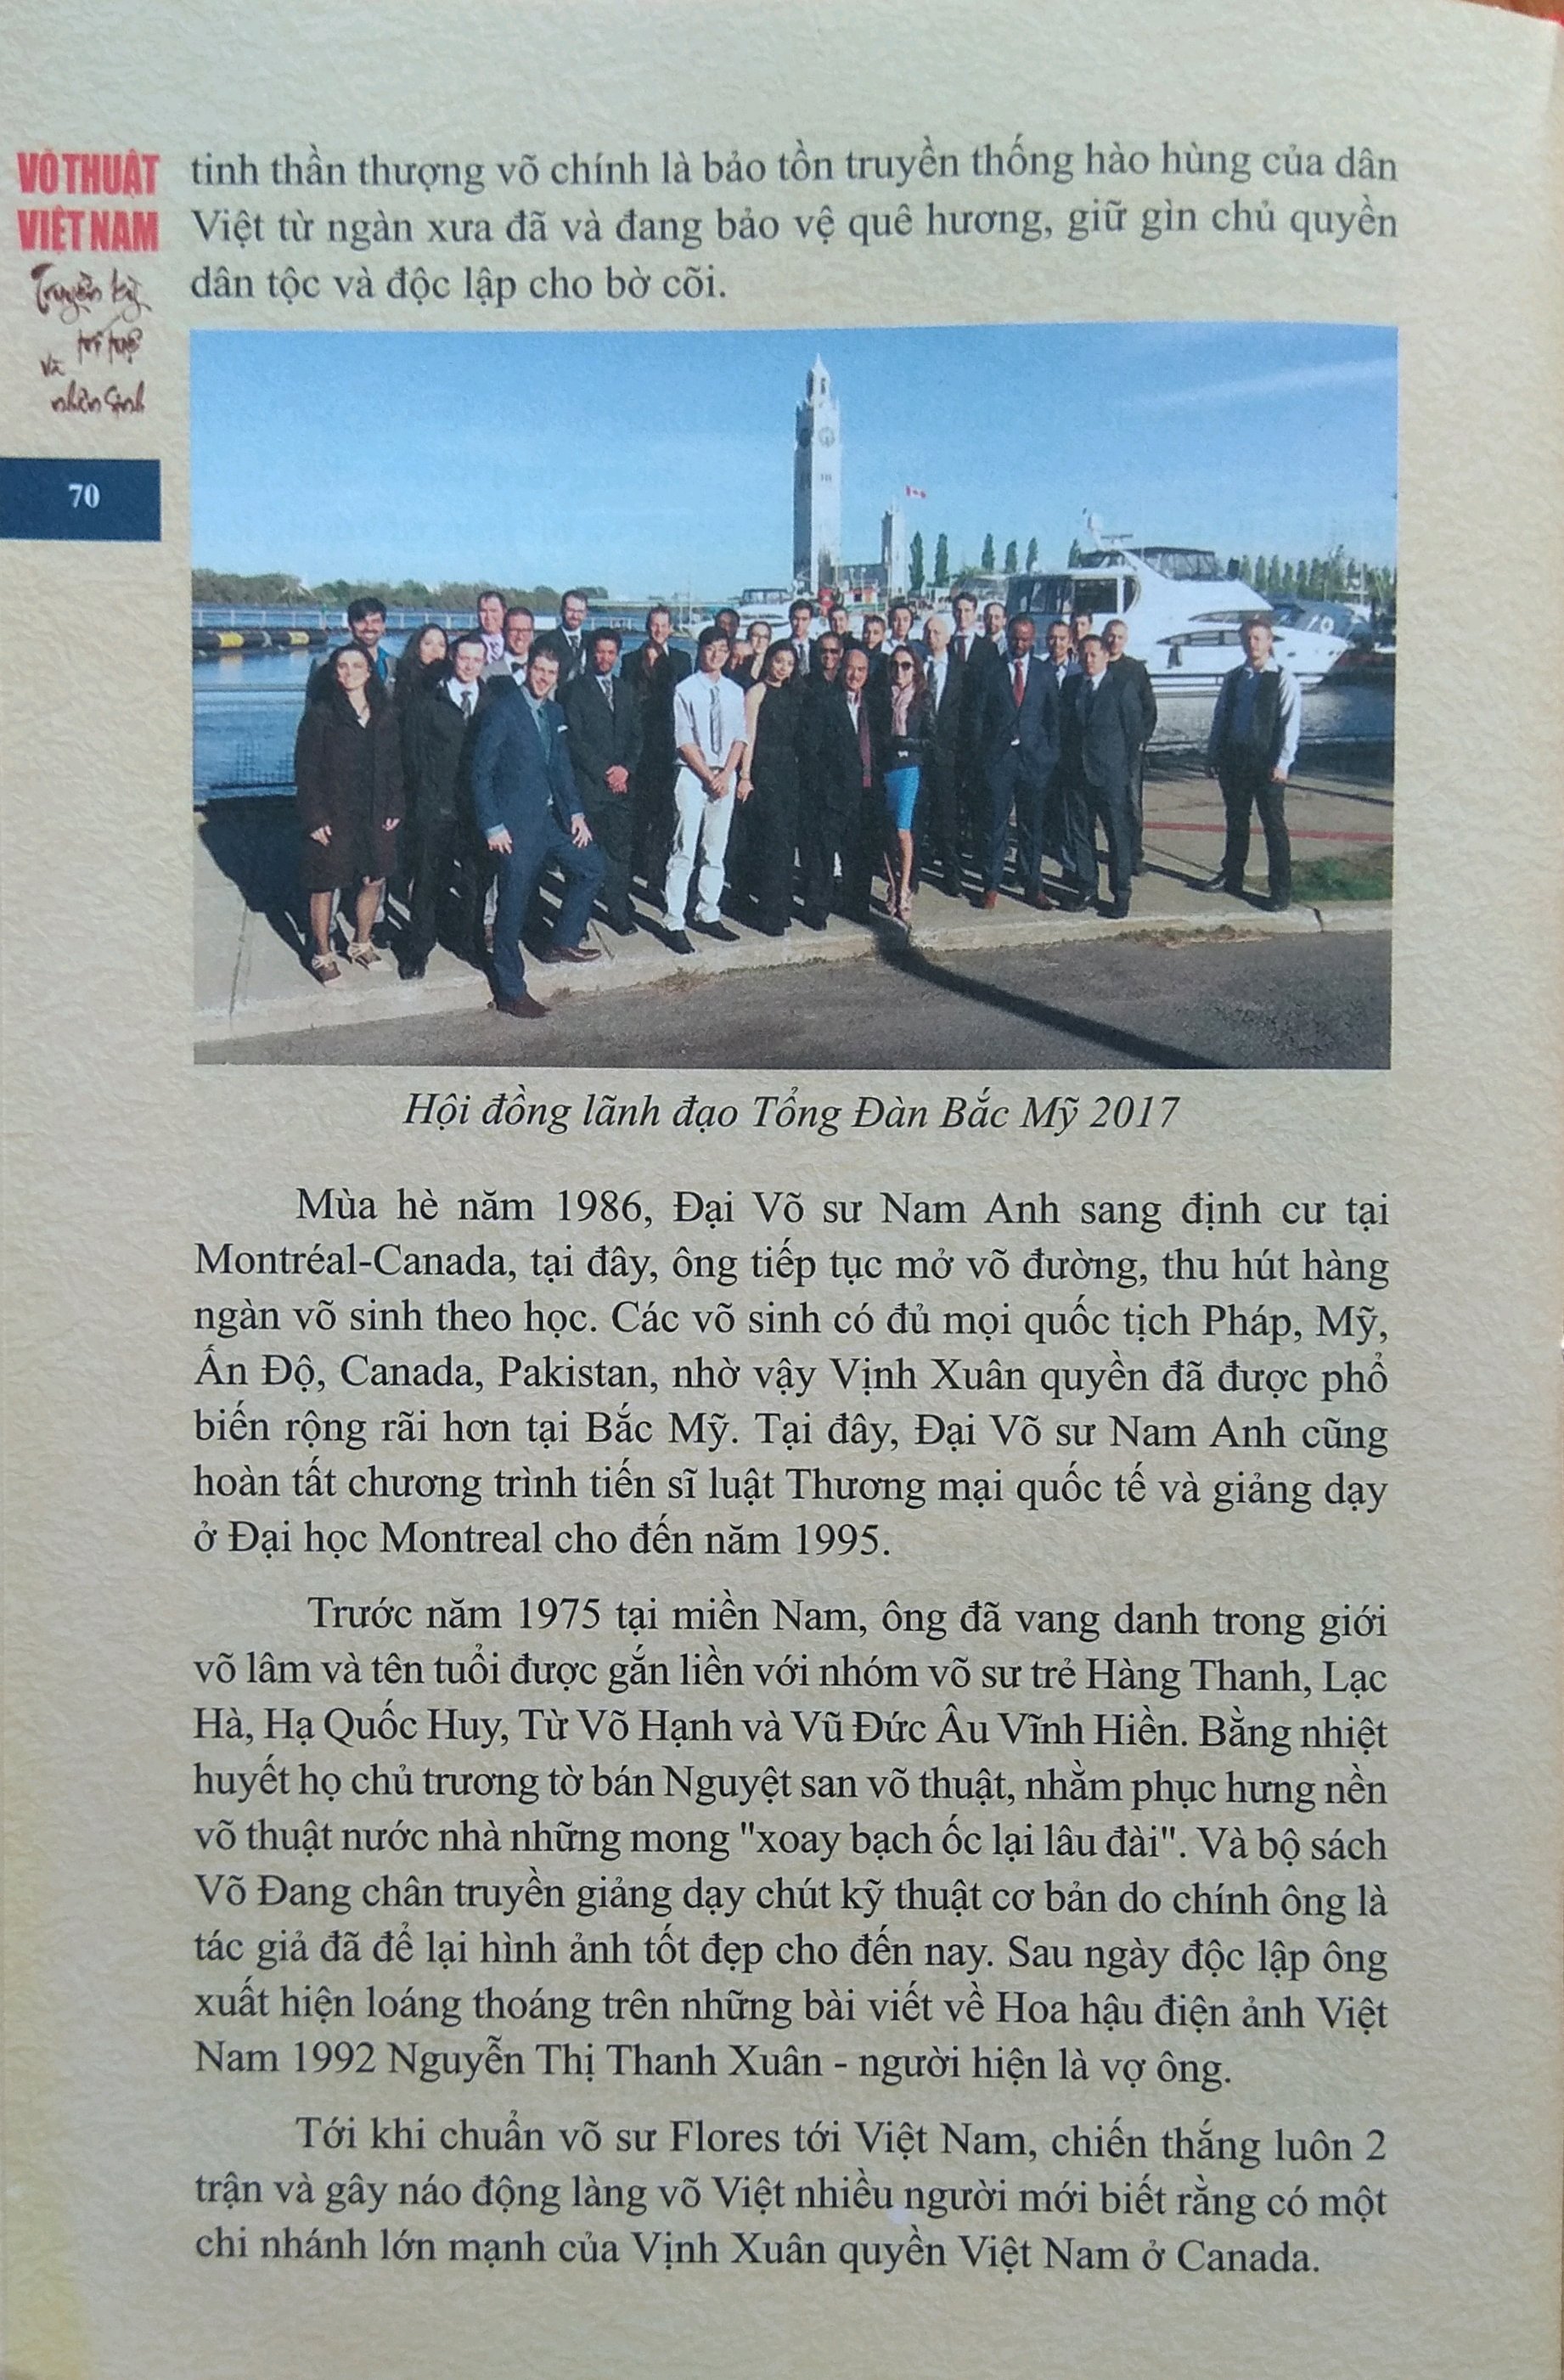 VÕ THUẬT
VIỆT NAM
Truyền kỳ
trí tuệ
và
nhân sinh
70
tinh thần thượng võ chính là bảo tồn truyền thống hào hùng của dân
Việt từ ngàn xưa đã và đang bảo vệ quê hương, giữ gìn chủ quyền
dân tộc và độc lập cho bờ cõi.
Hội đồng lãnh đạo Tổng Đàn Bắc Mỹ 2017
Mùa hè năm 1986, Đại Võ sư Nam Anh sang định cư tại
Montréal-Canada, tại đây, ông tiếp tục mở võ đường, thu hút hàng
ngàn võ sinh theo học. Các võ sinh có đủ mọi quốc tịch Pháp, Mỹ,
Ấn Độ, Canada, Pakistan, nhờ vậy Vịnh Xuân quyền đã được phổ
biến rộng rãi hơn tại Bắc Mỹ. Tại đây, Đại Võ sư Nam Anh cũng
hoàn tất chương trình tiến sĩ luật Thương mại quốc tế và giảng dạy
ở Đại học Montreal cho đến năm 1995.
Trước năm 1975 tại miền Nam, ông đã vang danh trong giới
võ lâm và tên tuổi được gắn liền với nhóm võ sư trẻ Hàng Thanh, Lạc
Hà, Hạ Quốc Huy, Từ Võ Hạnh và Vũ Đức Âu Vĩnh Hiền. Bằng nhiệt
huyết họ chủ trương tờ bán Nguyệt san võ thuật, nhằm phục hưng nền
võ thuật nước nhà những mong "xoay bạch ốc lại lâu đài". Và bộ sách
Võ Đang chân truyền giảng dạy chút kỹ thuật cơ bản do chính ông là
tác giả đã để lại hình ảnh tốt đẹp cho đến nay. Sau ngày độc lập ông
xuất hiện loáng thoáng trên những bài viết về Hoa hậu điện ảnh Việt
Nam 1992 Nguyễn Thị Thanh Xuân - người hiện là vợ ông.
Tới khi chuẩn võ sư Flores tới Việt Nam, chiến thắng luôn 2
trận và gây náo động làng võ Việt nhiều người mới biết rằng có một
chi nhánh lớn mạnh của Vịnh Xuân quyền Việt Nam ở Canada.